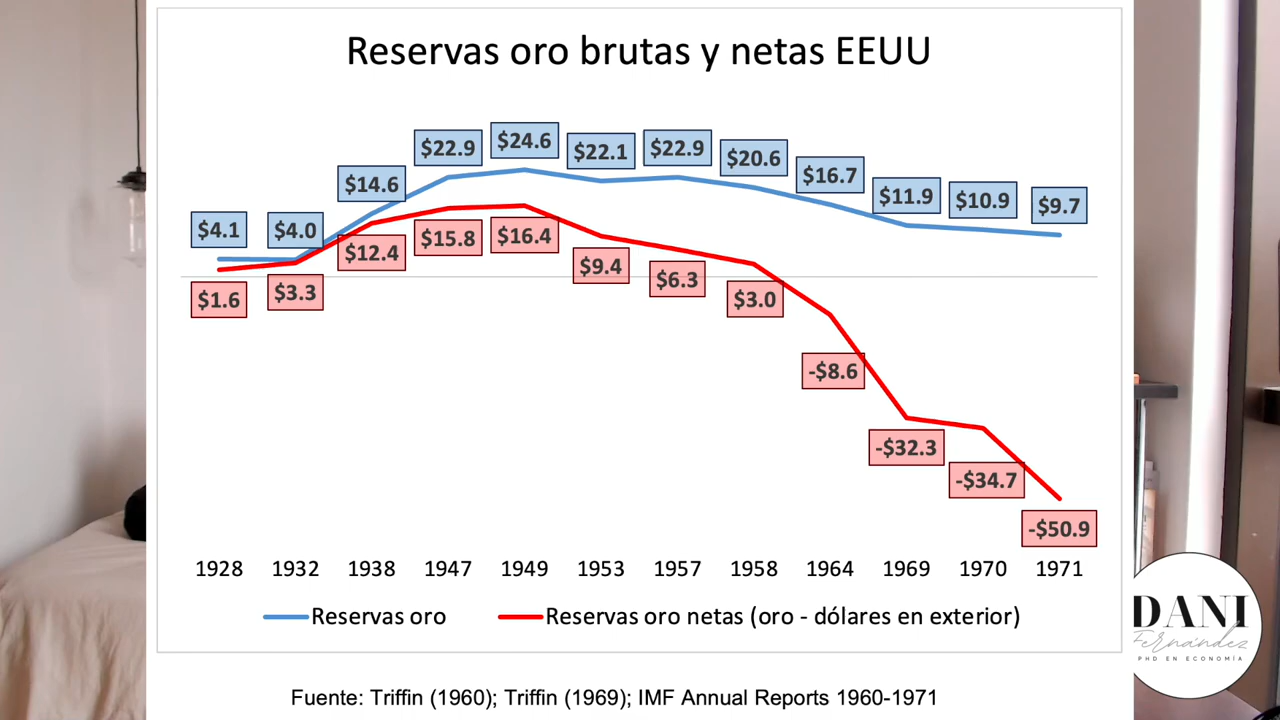 Reservas oro brutas y netas EEUU
$4.1 $4.0 $14.6 $22.9 $24.6 $22.1 $22.9 $20.6 $16.7 $11.9 $10.9 $9.7
$1.6 $3.3 $12.4 $15.8 $16.4 $9.4 $6.3 $3.0 -$8.6 -$32.3 -$34.7 -$50.9
1928 1932 1938 1947 1949 1953 1957 1958 1964 1969 1970 1971
Reservas oro Reservas oro netas (oro - dólares en exterior)
Fuente: Triffin (1960); Triffin (1969); IMF Annual Reports 1960-1971
DANI
Fernández
PHD EN ECONOMÍA